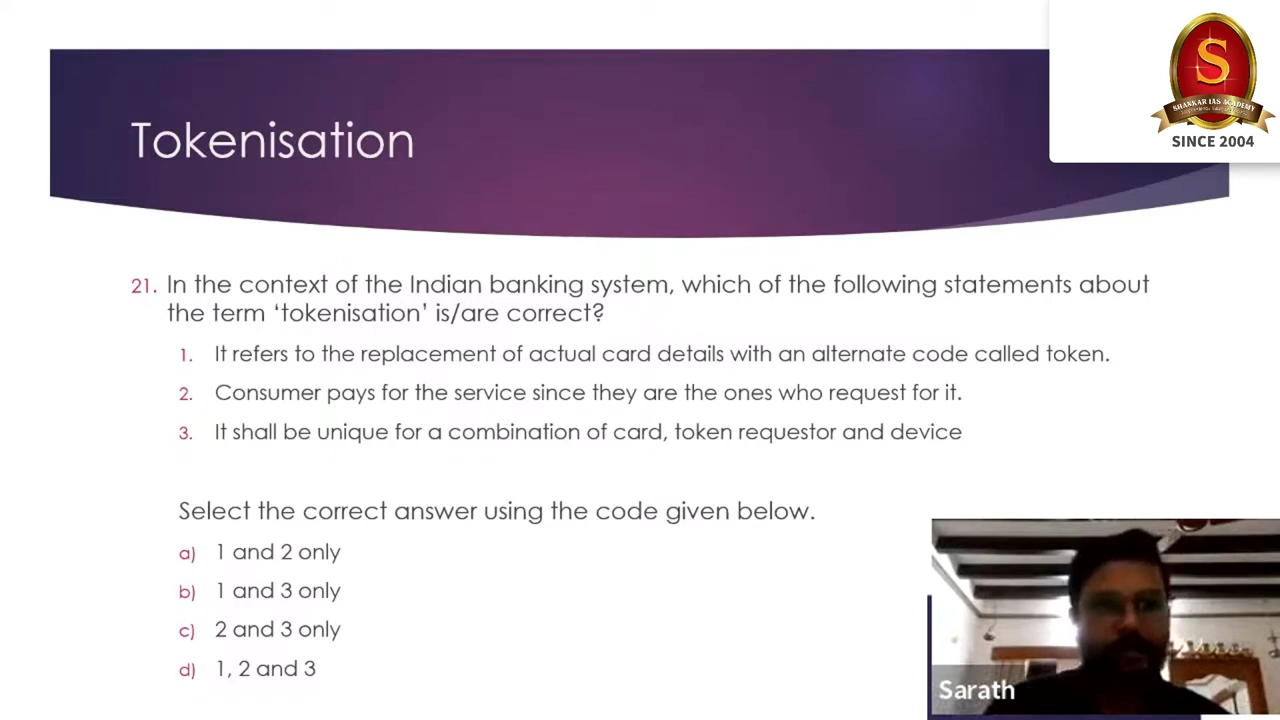 S
SHANKAR IAS ACADEMY
SINCE 2004
Tokenisation
21. In the context of the Indian banking system, which of the following statements about
the term ‘tokenisation’ is/are correct?
1. It refers to the replacement of actual card details with an alternate code called token.
2. Consumer pays for the service since they are the ones who request for it.
3. It shall be unique for a combination of card, token requestor and device
Select the correct answer using the code given below.
a) 1 and 2 only
b) 1 and 3 only
c) 2 and 3 only
d) 1, 2 and 3
Sarath